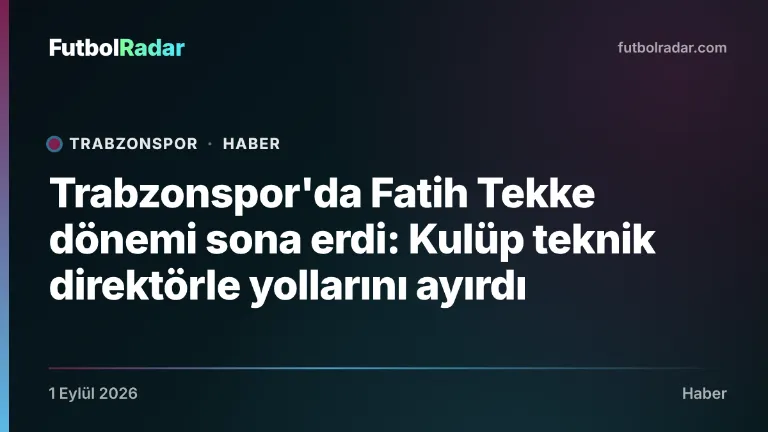 FutbolRadar
futbolradar.com
TRABZONSPOR · HABER
Trabzonspor'da Fatih Tekke
dönemi sona erdi: Kulüp teknik
direktörle yollarını ayırdı
1 Eylül 2026
Haber